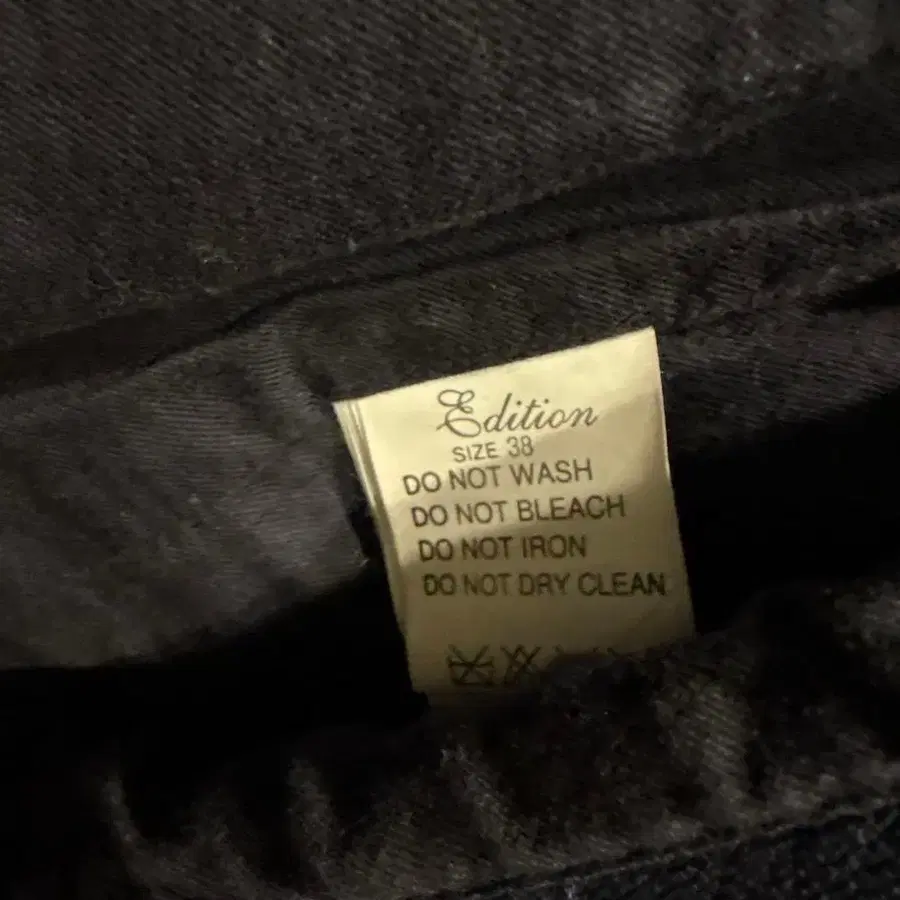 Edition
SIZE 38
DO NOT WASH
DO NOT BLEACH
DO NOT IRON
DO NOT DRY CLEAN